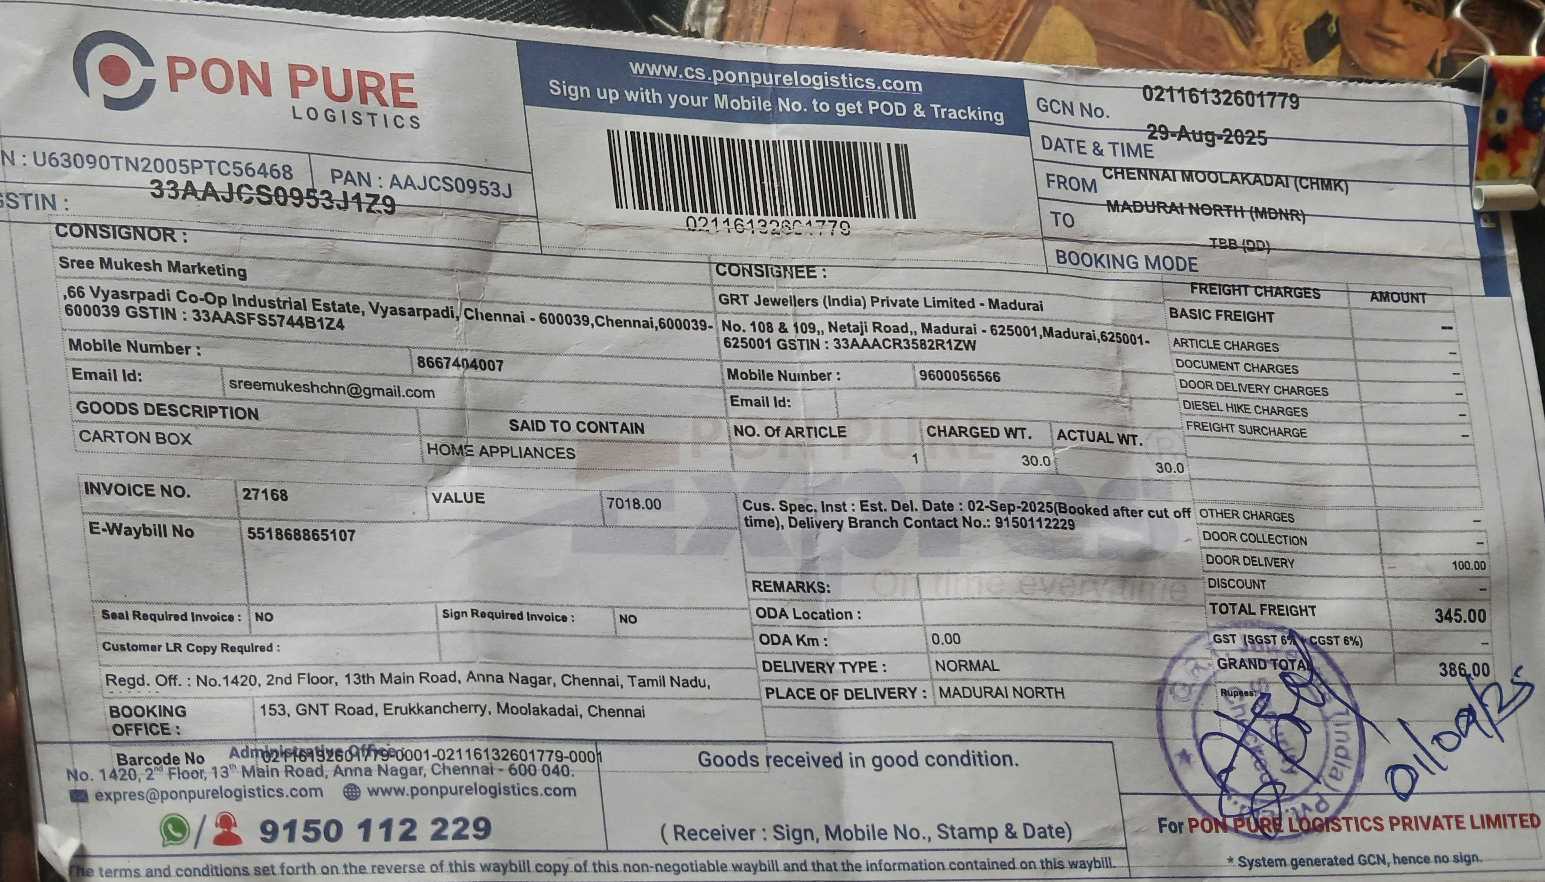 PON PURE
LOGISTICS
www.cs.ponpurelogistics.com
Sign up with your Mobile No. to get POD & Tracking
02116132601779
GCN No. 02116132601779
DATE & TIME 29-Aug-2025
FROM CHENNAI MOOLAKADAI (CHMK)
TO MADURAI NORTH (MDNR)
BOOKING MODE TBB (DD)
N : U63090TN2005PTC56468 PAN : AAJCS0953J
GSTIN : 33AAJCS0953J1Z9
CONSIGNOR :
Sree Mukesh Marketing
,66 Vyasrpadi Co-Op Industrial Estate, Vyasarpadi, Chennai - 600039,Chennai,600039-
600039 GSTIN : 33AASFS5744B1Z4
Mobile Number : 8667404007
Email Id: sreemukeshchn@gmail.com
CONSIGNEE :
GRT Jewellers (India) Private Limited - Madurai
No. 108 & 109,, Netaji Road,, Madurai - 625001,Madurai,625001-
625001 GSTIN : 33AAACR3582R1ZW
Mobile Number : 9600056566
Email Id:
GOODS DESCRIPTION SAID TO CONTAIN NO. Of ARTICLE CHARGED WT. ACTUAL WT.
CARTON BOX HOME APPLIANCES 1 30.0 30.0
INVOICE NO. 27168 VALUE 7018.00
E-Waybill No 551868865107
Cus. Spec. Inst : Est. Del. Date : 02-Sep-2025(Booked after cut off
time), Delivery Branch Contact No.: 9150112229
REMARKS:
Seal Required Invoice : NO Sign Required Invoice : NO
Customer LR Copy Required :
ODA Location :
ODA Km : 0.00
DELIVERY TYPE : NORMAL
PLACE OF DELIVERY : MADURAI NORTH
Regd. Off. : No.1420, 2nd Floor, 13th Main Road, Anna Nagar, Chennai, Tamil Nadu,
BOOKING OFFICE : 153, GNT Road, Erukkancherry, Moolakadai, Chennai
FREIGHT CHARGES AMOUNT
BASIC FREIGHT --
ARTICLE CHARGES --
DOCUMENT CHARGES --
DOOR DELIVERY CHARGES --
DIESEL HIKE CHARGES --
FREIGHT SURCHARGE --
OTHER CHARGES --
DOOR COLLECTION --
DOOR DELIVERY 100.00
DISCOUNT --
TOTAL FREIGHT 345.00
GST (SGST 6% + CGST 6%) --
GRAND TOTAL 386.00
Rupees:
01/09/25
Barcode No 02116132601779-0001-02116132601779-0001
Administrative Office:
No. 1420, 2nd Floor, 13th Main Road, Anna Nagar, Chennai - 600 040.
expres@ponpurelogistics.com www.ponpurelogistics.com
/ 9150 112 229
Goods received in good condition.
( Receiver : Sign, Mobile No., Stamp & Date)
For PON PURE LOGISTICS PRIVATE LIMITED
* System generated GCN, hence no sign.
The terms and conditions set forth on the reverse of this waybill copy of this non-negotiable waybill and that the information contained on this waybill.
PON PURE
Expres
On time every time